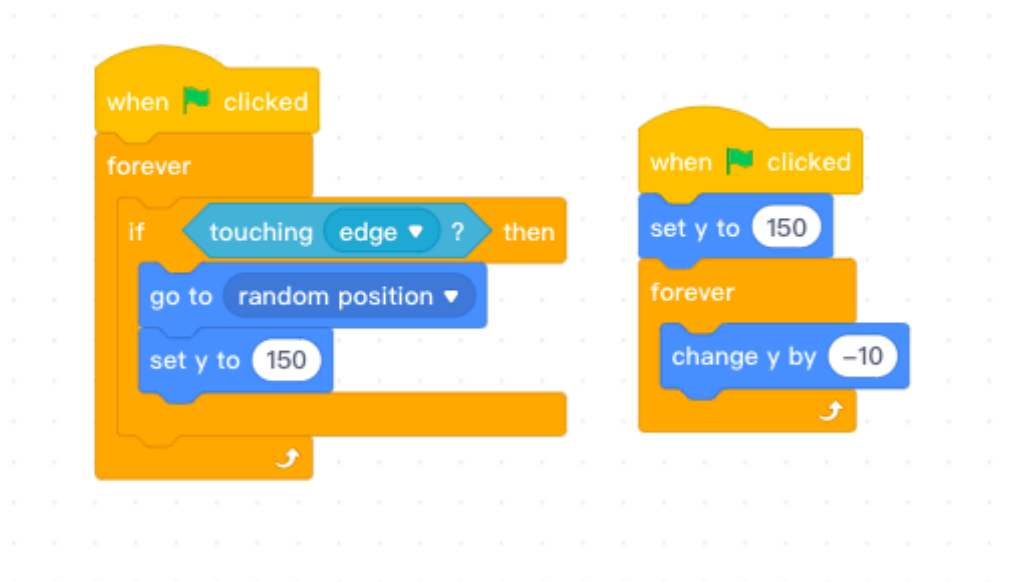 when clicked
forever
if touching edge ? then
go to random position
set y to 150
when clicked
set y to 150
forever
change y by –10